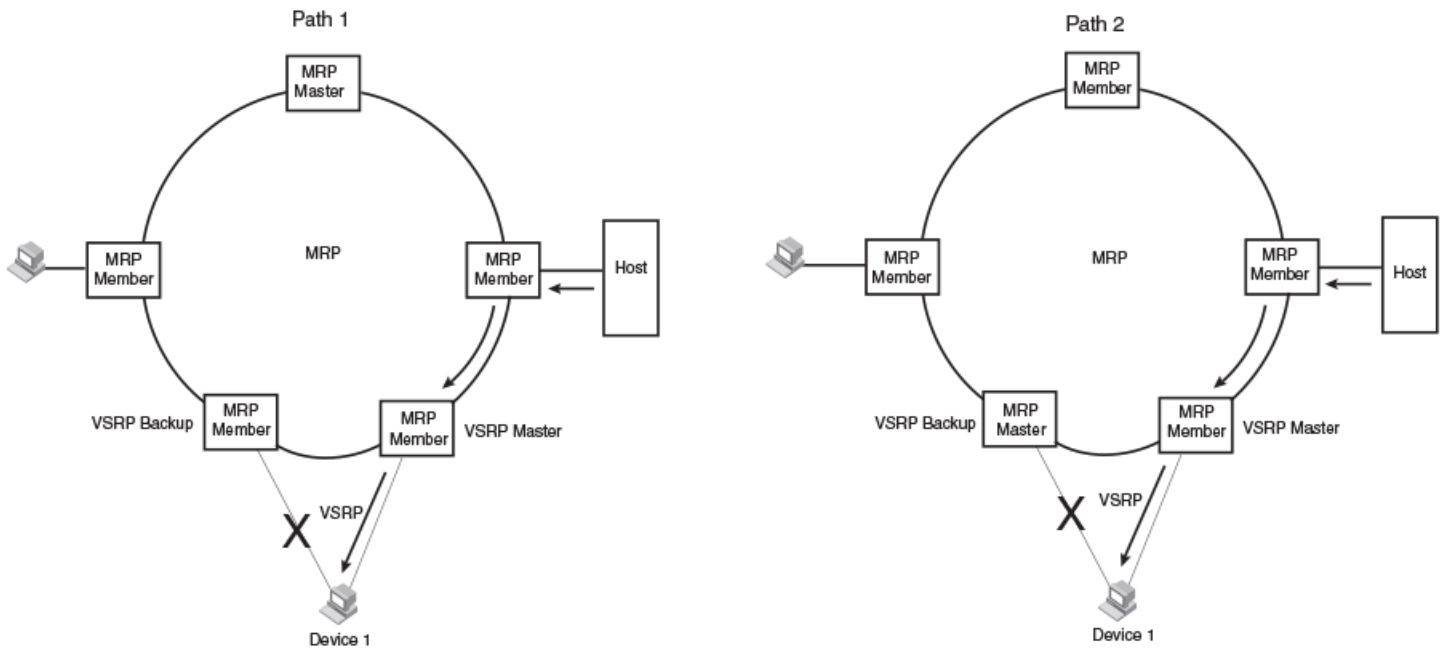 Path 1
MRP
Master
MRP
Member
MRP
MRP
Member
Host
VSRP Backup
MRP
Member
MRP
Member
VSRP Master
VSRP
X
Device 1
Path 2
MRP
Member
MRP
Member
MRP
MRP
Member
Host
VSRP Backup
MRP
Master
MRP
Member
VSRP Master
VSRP
X
Device 1